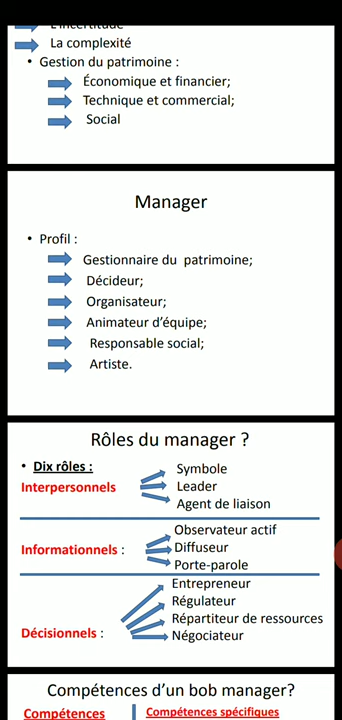 L'incertitude
La complexité
• Gestion du patrimoine :
Économique et financier;
Technique et commercial;
Social
Manager
• Profil :
Gestionnaire du patrimoine;
Décideur;
Organisateur;
Animateur d'équipe;
Responsable social;
Artiste.
Rôles du manager ?
• Dix rôles :
Interpersonnels
Symbole
Leader
Agent de liaison
Informationnels :
Observateur actif
Diffuseur
Porte-parole
Décisionnels :
Entrepreneur
Régulateur
Répartiteur de ressources
Négociateur
Compétences d'un bob manager?
Compétences
Compétences spécifiques